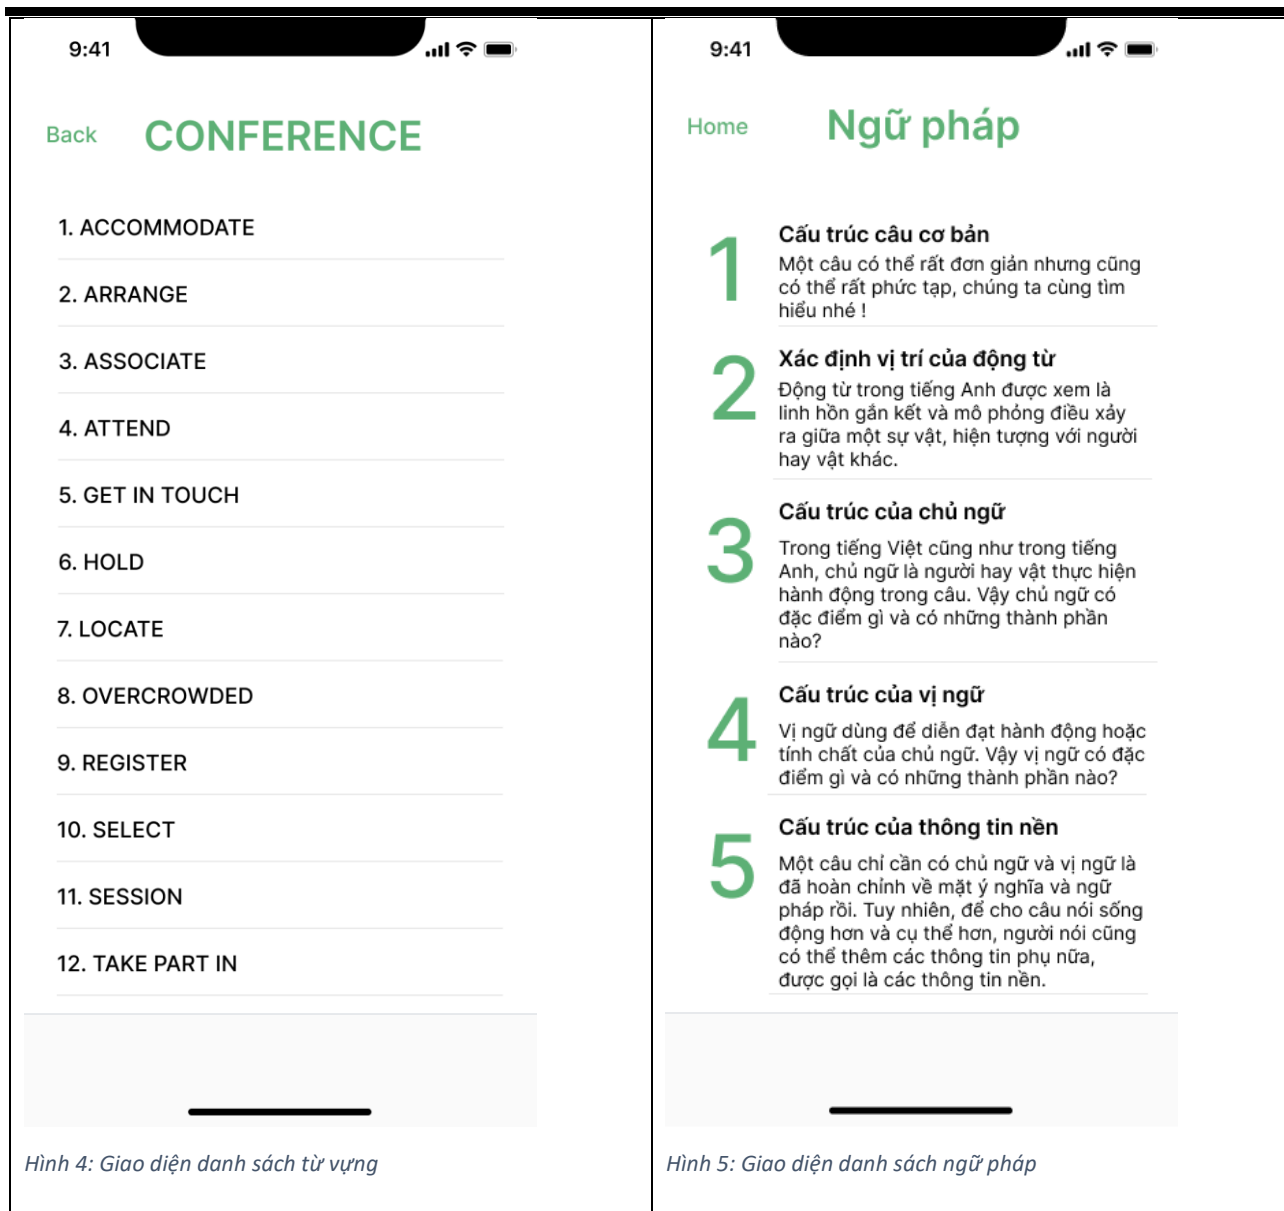 9:41
Back
CONFERENCE
1. ACCOMMODATE
2. ARRANGE
3. ASSOCIATE
4. ATTEND
5. GET IN TOUCH
6. HOLD
7. LOCATE
8. OVERCROWDED
9. REGISTER
10. SELECT
11. SESSION
12. TAKE PART IN
Hình 4: Giao diện danh sách từ vựng
9:41
Home
Ngữ pháp
1
Cấu trúc câu cơ bản
Một câu có thể rất đơn giản nhưng cũng
có thể rất phức tạp, chúng ta cùng tìm
hiểu nhé !
2
Xác định vị trí của động từ
Động từ trong tiếng Anh được xem là
linh hồn gắn kết và mô phỏng điều xảy
ra giữa một sự vật, hiện tượng với người
hay vật khác.
3
Cấu trúc của chủ ngữ
Trong tiếng Việt cũng như trong tiếng
Anh, chủ ngữ là người hay vật thực hiện
hành động trong câu. Vậy chủ ngữ có
đặc điểm gì và có những thành phần
nào?
4
Cấu trúc của vị ngữ
Vị ngữ dùng để diễn đạt hành động hoặc
tính chất của chủ ngữ. Vậy vị ngữ có đặc
điểm gì và có những thành phần nào?
5
Cấu trúc của thông tin nền
Một câu chỉ cần có chủ ngữ và vị ngữ là
đã hoàn chỉnh về mặt ý nghĩa và ngữ
pháp rồi. Tuy nhiên, để cho câu nói sống
động hơn và cụ thể hơn, người nói cũng
có thể thêm các thông tin phụ nữa,
được gọi là các thông tin nền.
Hình 5: Giao diện danh sách ngữ pháp